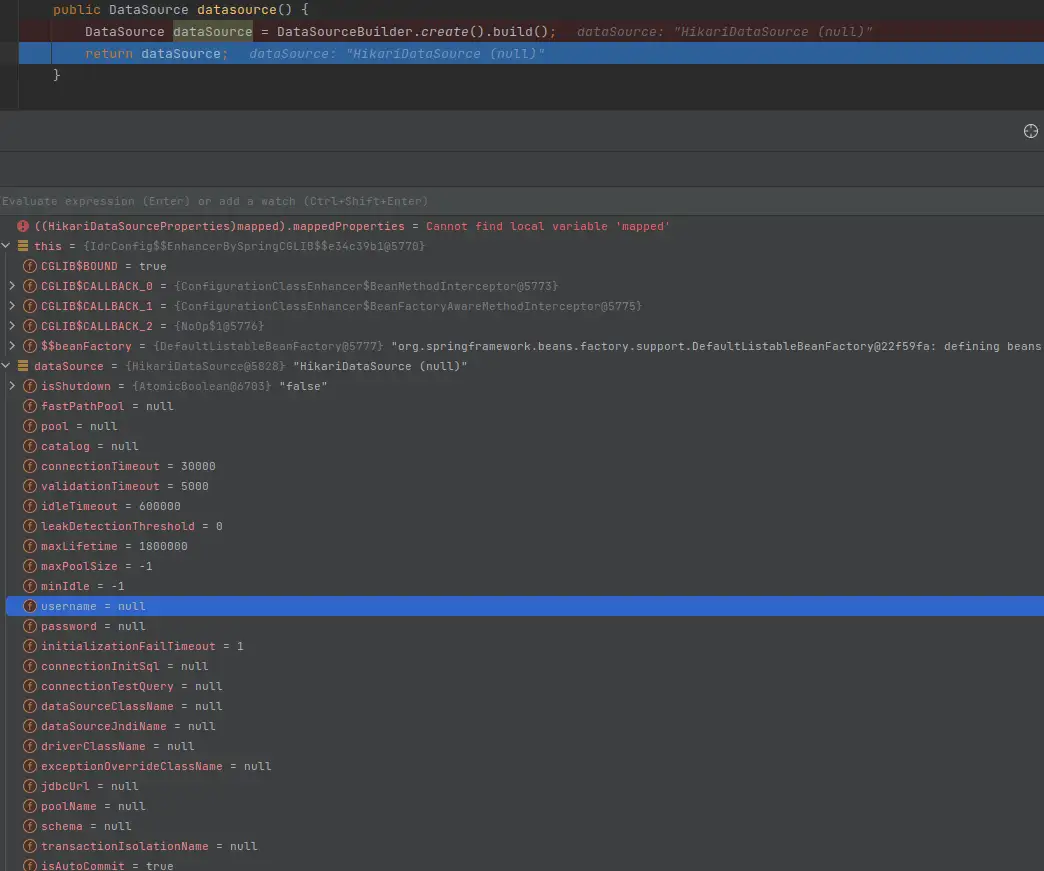 public DataSource datasource() {
DataSource dataSource = DataSourceBuilder.create().build();   dataSource: "HikariDataSource (null)"
return dataSource;   dataSource: "HikariDataSource (null)"
}
Evaluate expression (Enter) or add a watch (Ctrl+Shift+Enter)
((HikariDataSourceProperties)mapped).mappedProperties = Cannot find local variable 'mapped'
this = {IdrConfig$$EnhancerBySpringCGLIB$$e34c39b1@5770}
CGLIB$BOUND = true
CGLIB$CALLBACK_0 = {ConfigurationClassEnhancer$BeanMethodInterceptor@5773}
CGLIB$CALLBACK_1 = {ConfigurationClassEnhancer$BeanFactoryAwareMethodInterceptor@5775}
CGLIB$CALLBACK_2 = {NoOp$1@5776}
$$beanFactory = {DefaultListableBeanFactory@5777} "org.springframework.beans.factory.support.DefaultListableBeanFactory@22f59fa: defining beans
dataSource = {HikariDataSource@5828} "HikariDataSource (null)"
isShutdown = {AtomicBoolean@6703} "false"
fastPathPool = null
pool = null
catalog = null
connectionTimeout = 30000
validationTimeout = 5000
idleTimeout = 600000
leakDetectionThreshold = 0
maxLifetime = 1800000
maxPoolSize = -1
minIdle = -1
username = null
password = null
initializationFailTimeout = 1
connectionInitSql = null
connectionTestQuery = null
dataSourceClassName = null
dataSourceJndiName = null
driverClassName = null
exceptionOverrideClassName = null
jdbcUrl = null
poolName = null
schema = null
transactionIsolationName = null
isAutoCommit = true